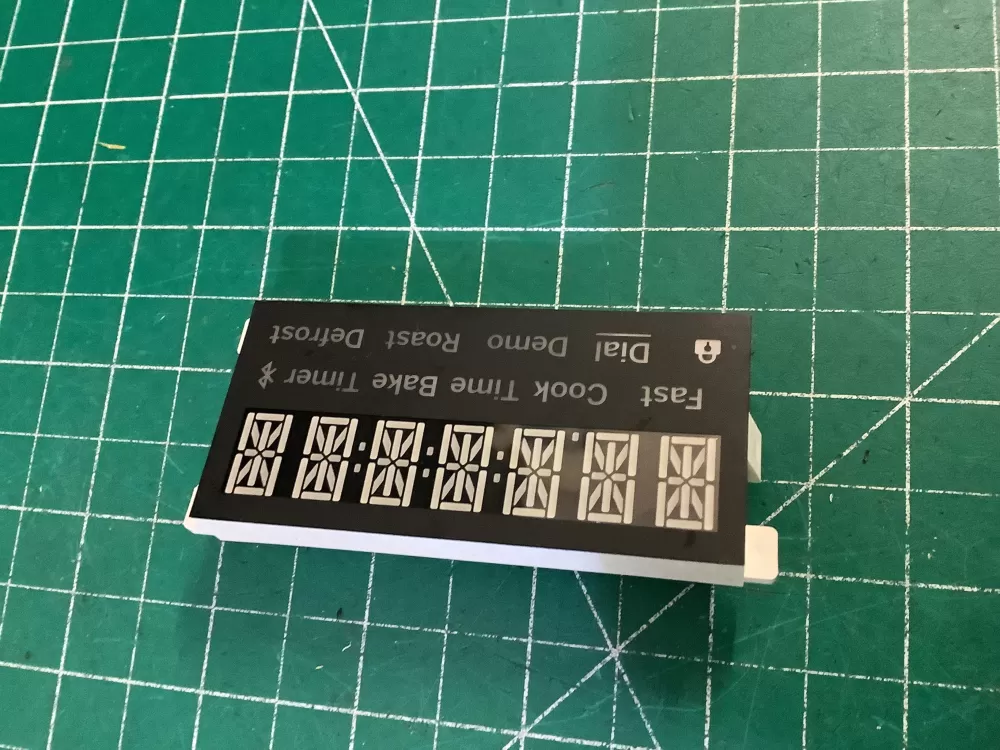 Fast Cook Time Bake Timer
Dial Demo Roast Defrost